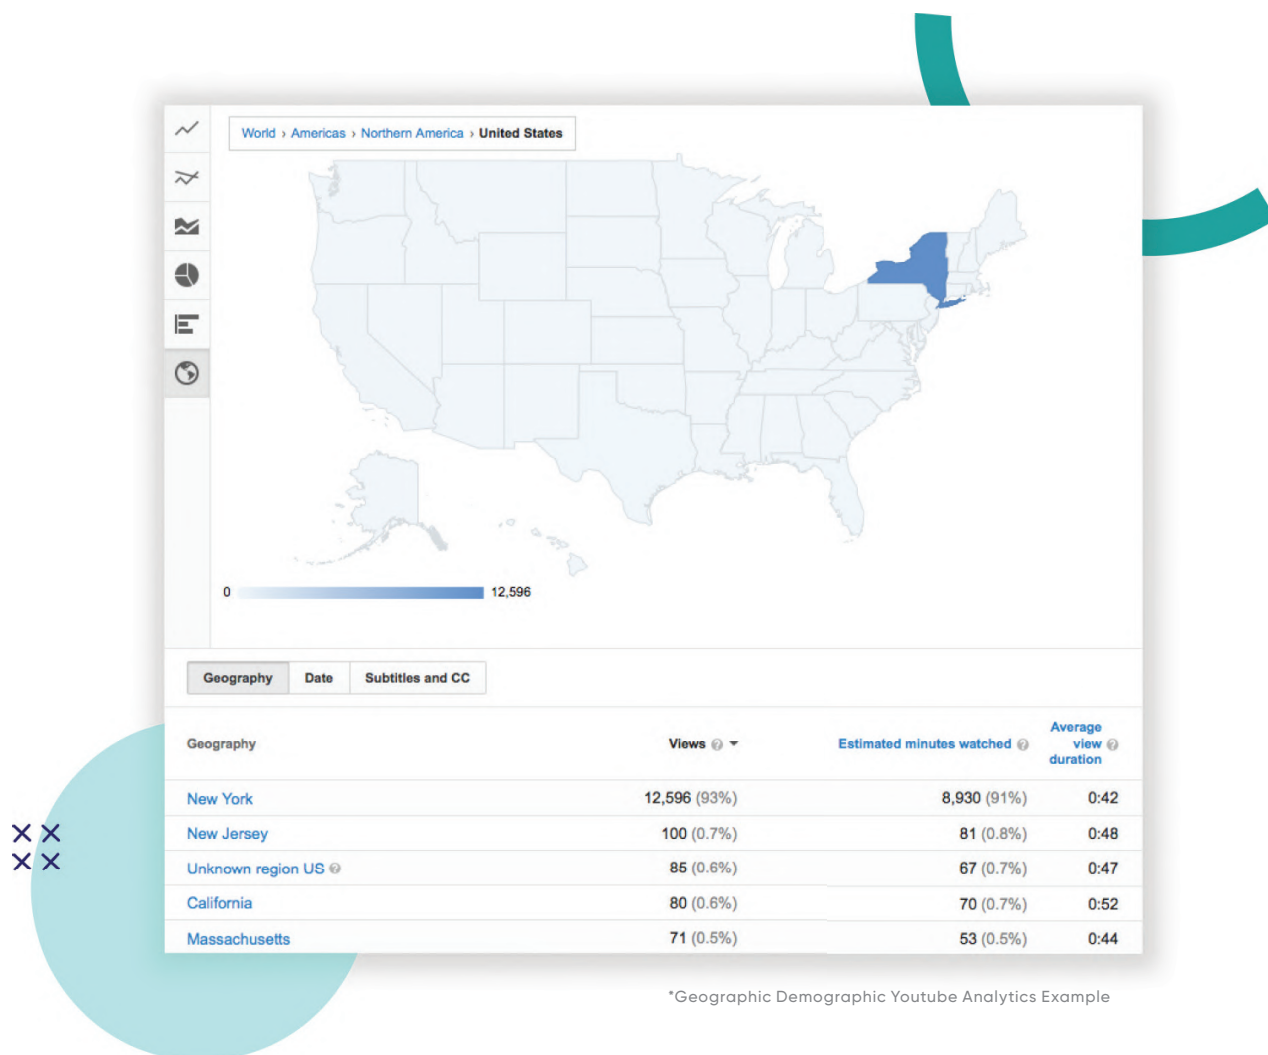 World › Americas › Northern America › United States
0 12,596
Geography Date Subtitles and CC
Geography Views Estimated minutes watched Average view duration
New York 12,596 (93%) 8,930 (91%) 0:42
New Jersey 100 (0.7%) 81 (0.8%) 0:48
Unknown region US 85 (0.6%) 67 (0.7%) 0:47
California 80 (0.6%) 70 (0.7%) 0:52
Massachusetts 71 (0.5%) 53 (0.5%) 0:44
*Geographic Demographic Youtube Analytics Example